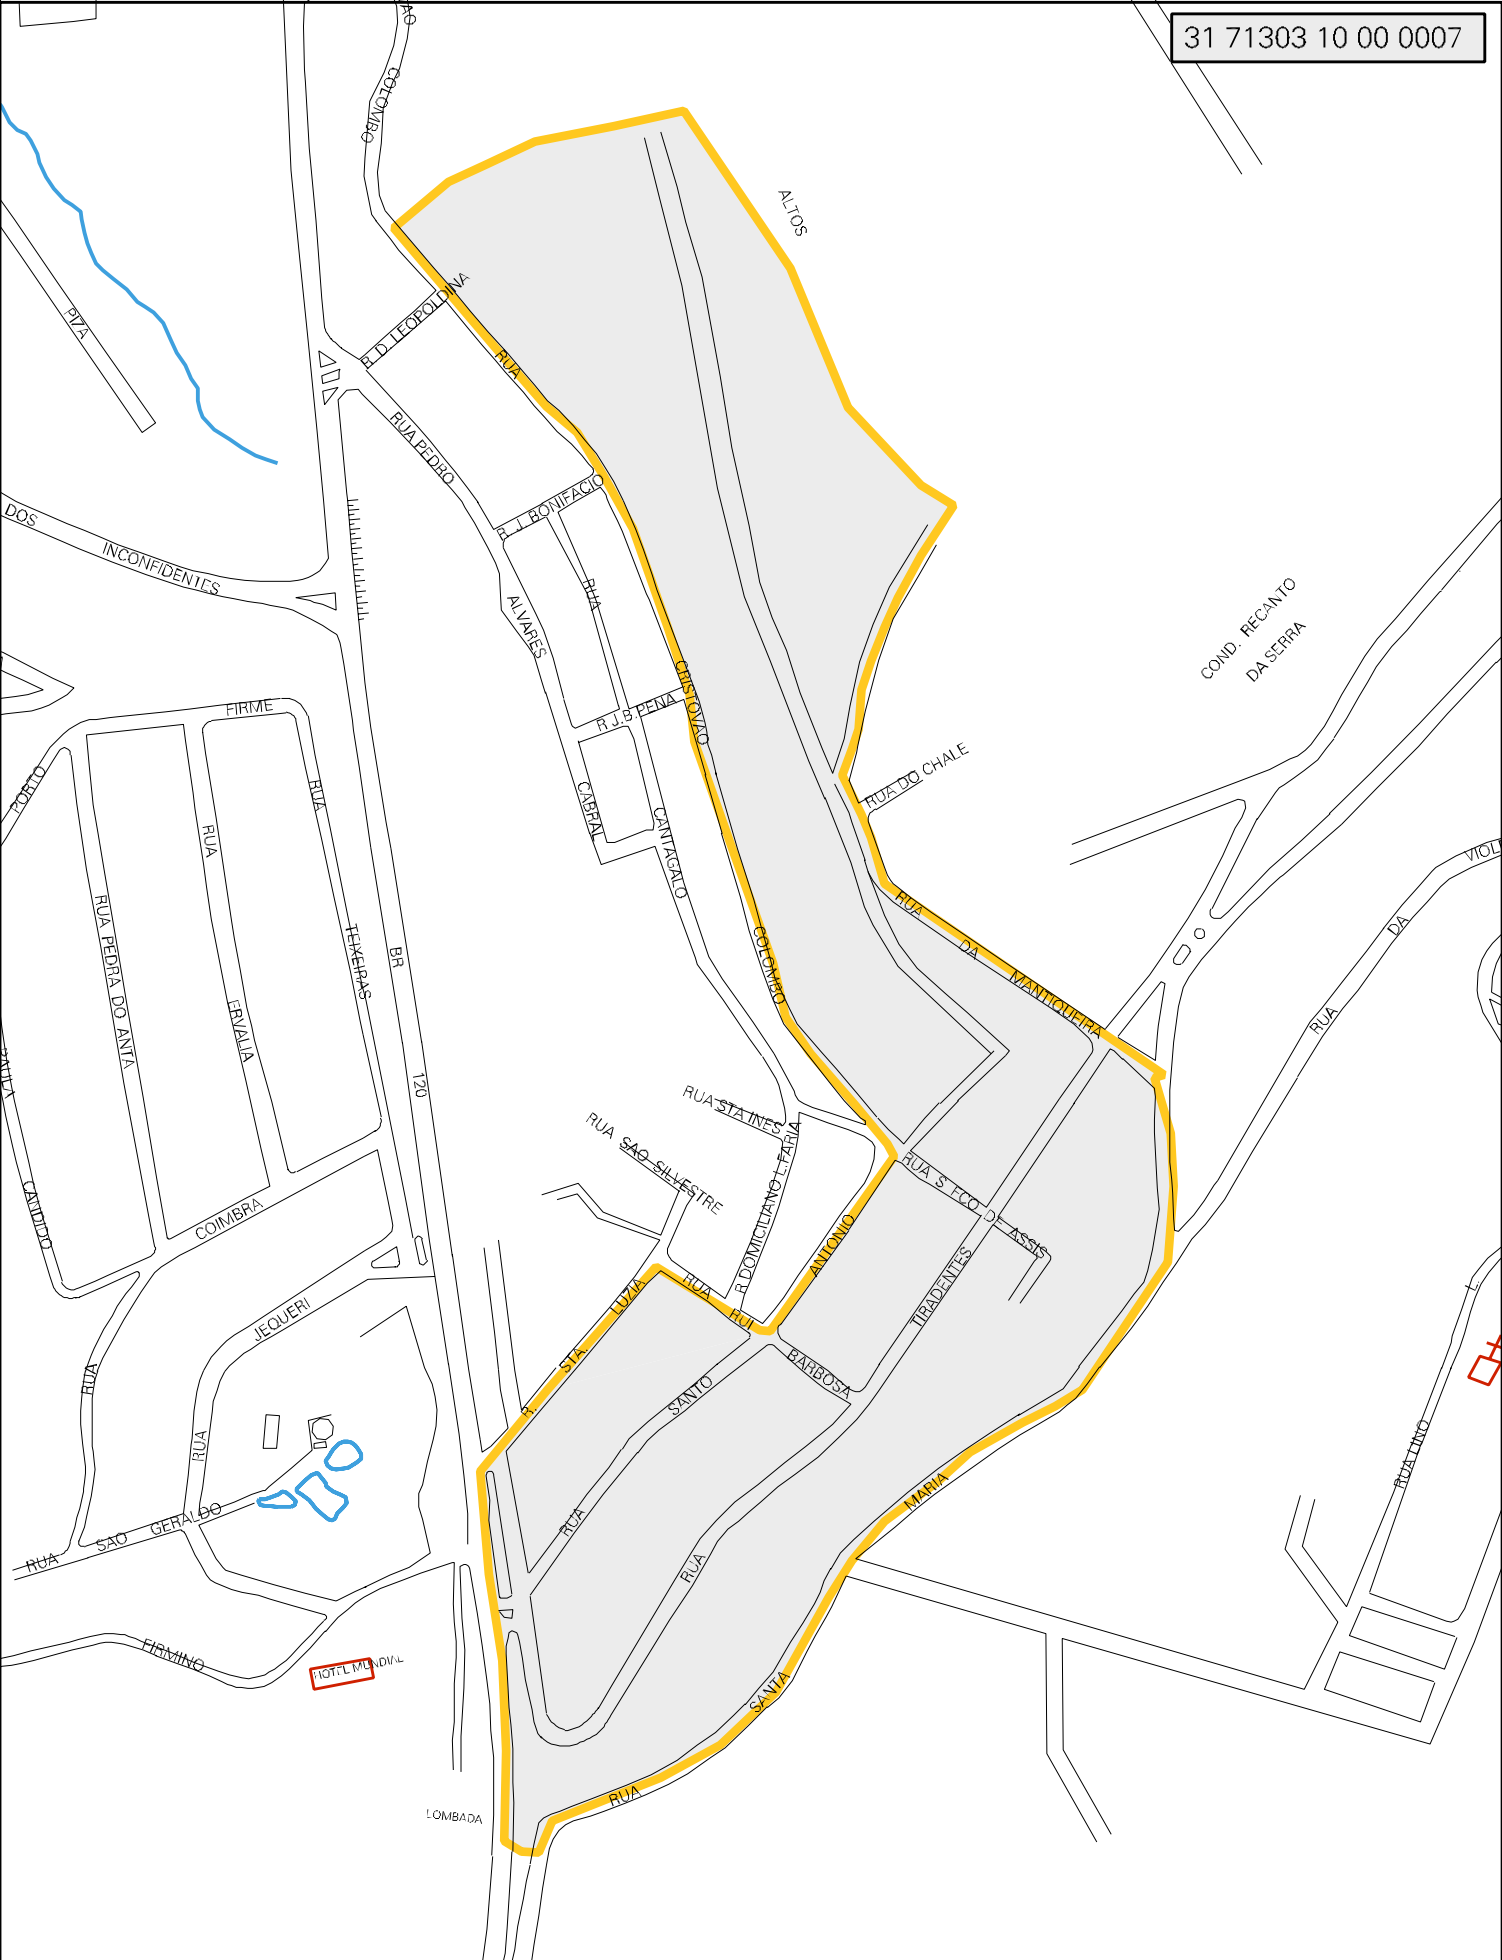 31 71303 10 00 0007
COLOMBO
ALTOS
R. D. LEOPOLDINA
PIZA
RUA
RUA PEDRO
R. J. BONIFACIO
DOS
INCONFIDENTES
RUA
ALVARES
COND. RECANTO
DA SERRA
CRISTOVAO
R J.B.PENA
FIRME
RUA DO CHALE
PORTO
RUA
CABRAL
CANTAGALO
RUA
RUA PEDRA DO ANTA
TEIXEIRAS
BR
COLOMBO
RUA
DA
MANTIQUEIRA
RUA
DA
ERVALIA
120
RUA STA INES
RUA SAO SILVESTRE
R DOMICILIANO L.FARIA
RUA S FCO DE ASSIS
CANDIDO
COIMBRA
ANTONIO
TIRADENTES
RUA
RUI
BARBOSA
R. STA. LUZIA
JEQUERI
RUA
SANTO
RUA
RUA
RUA
RUA LINO
MARIA
RUA SAO GERALDO
FIRMINO
HOTEL MUNDIAL
SANTA
RUA
LOMBADA